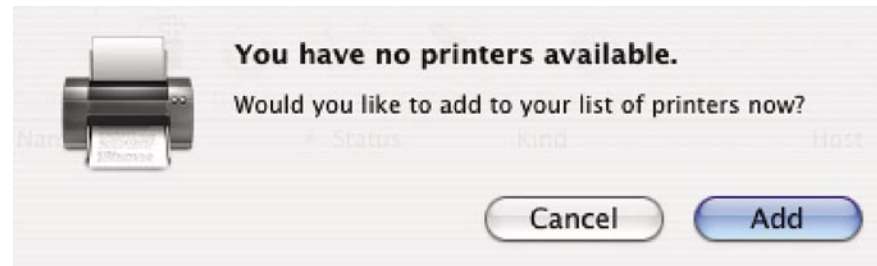 You have no printers available.
Would you like to add to your list of printers now?
Name Status Kind Host
Cancel Add